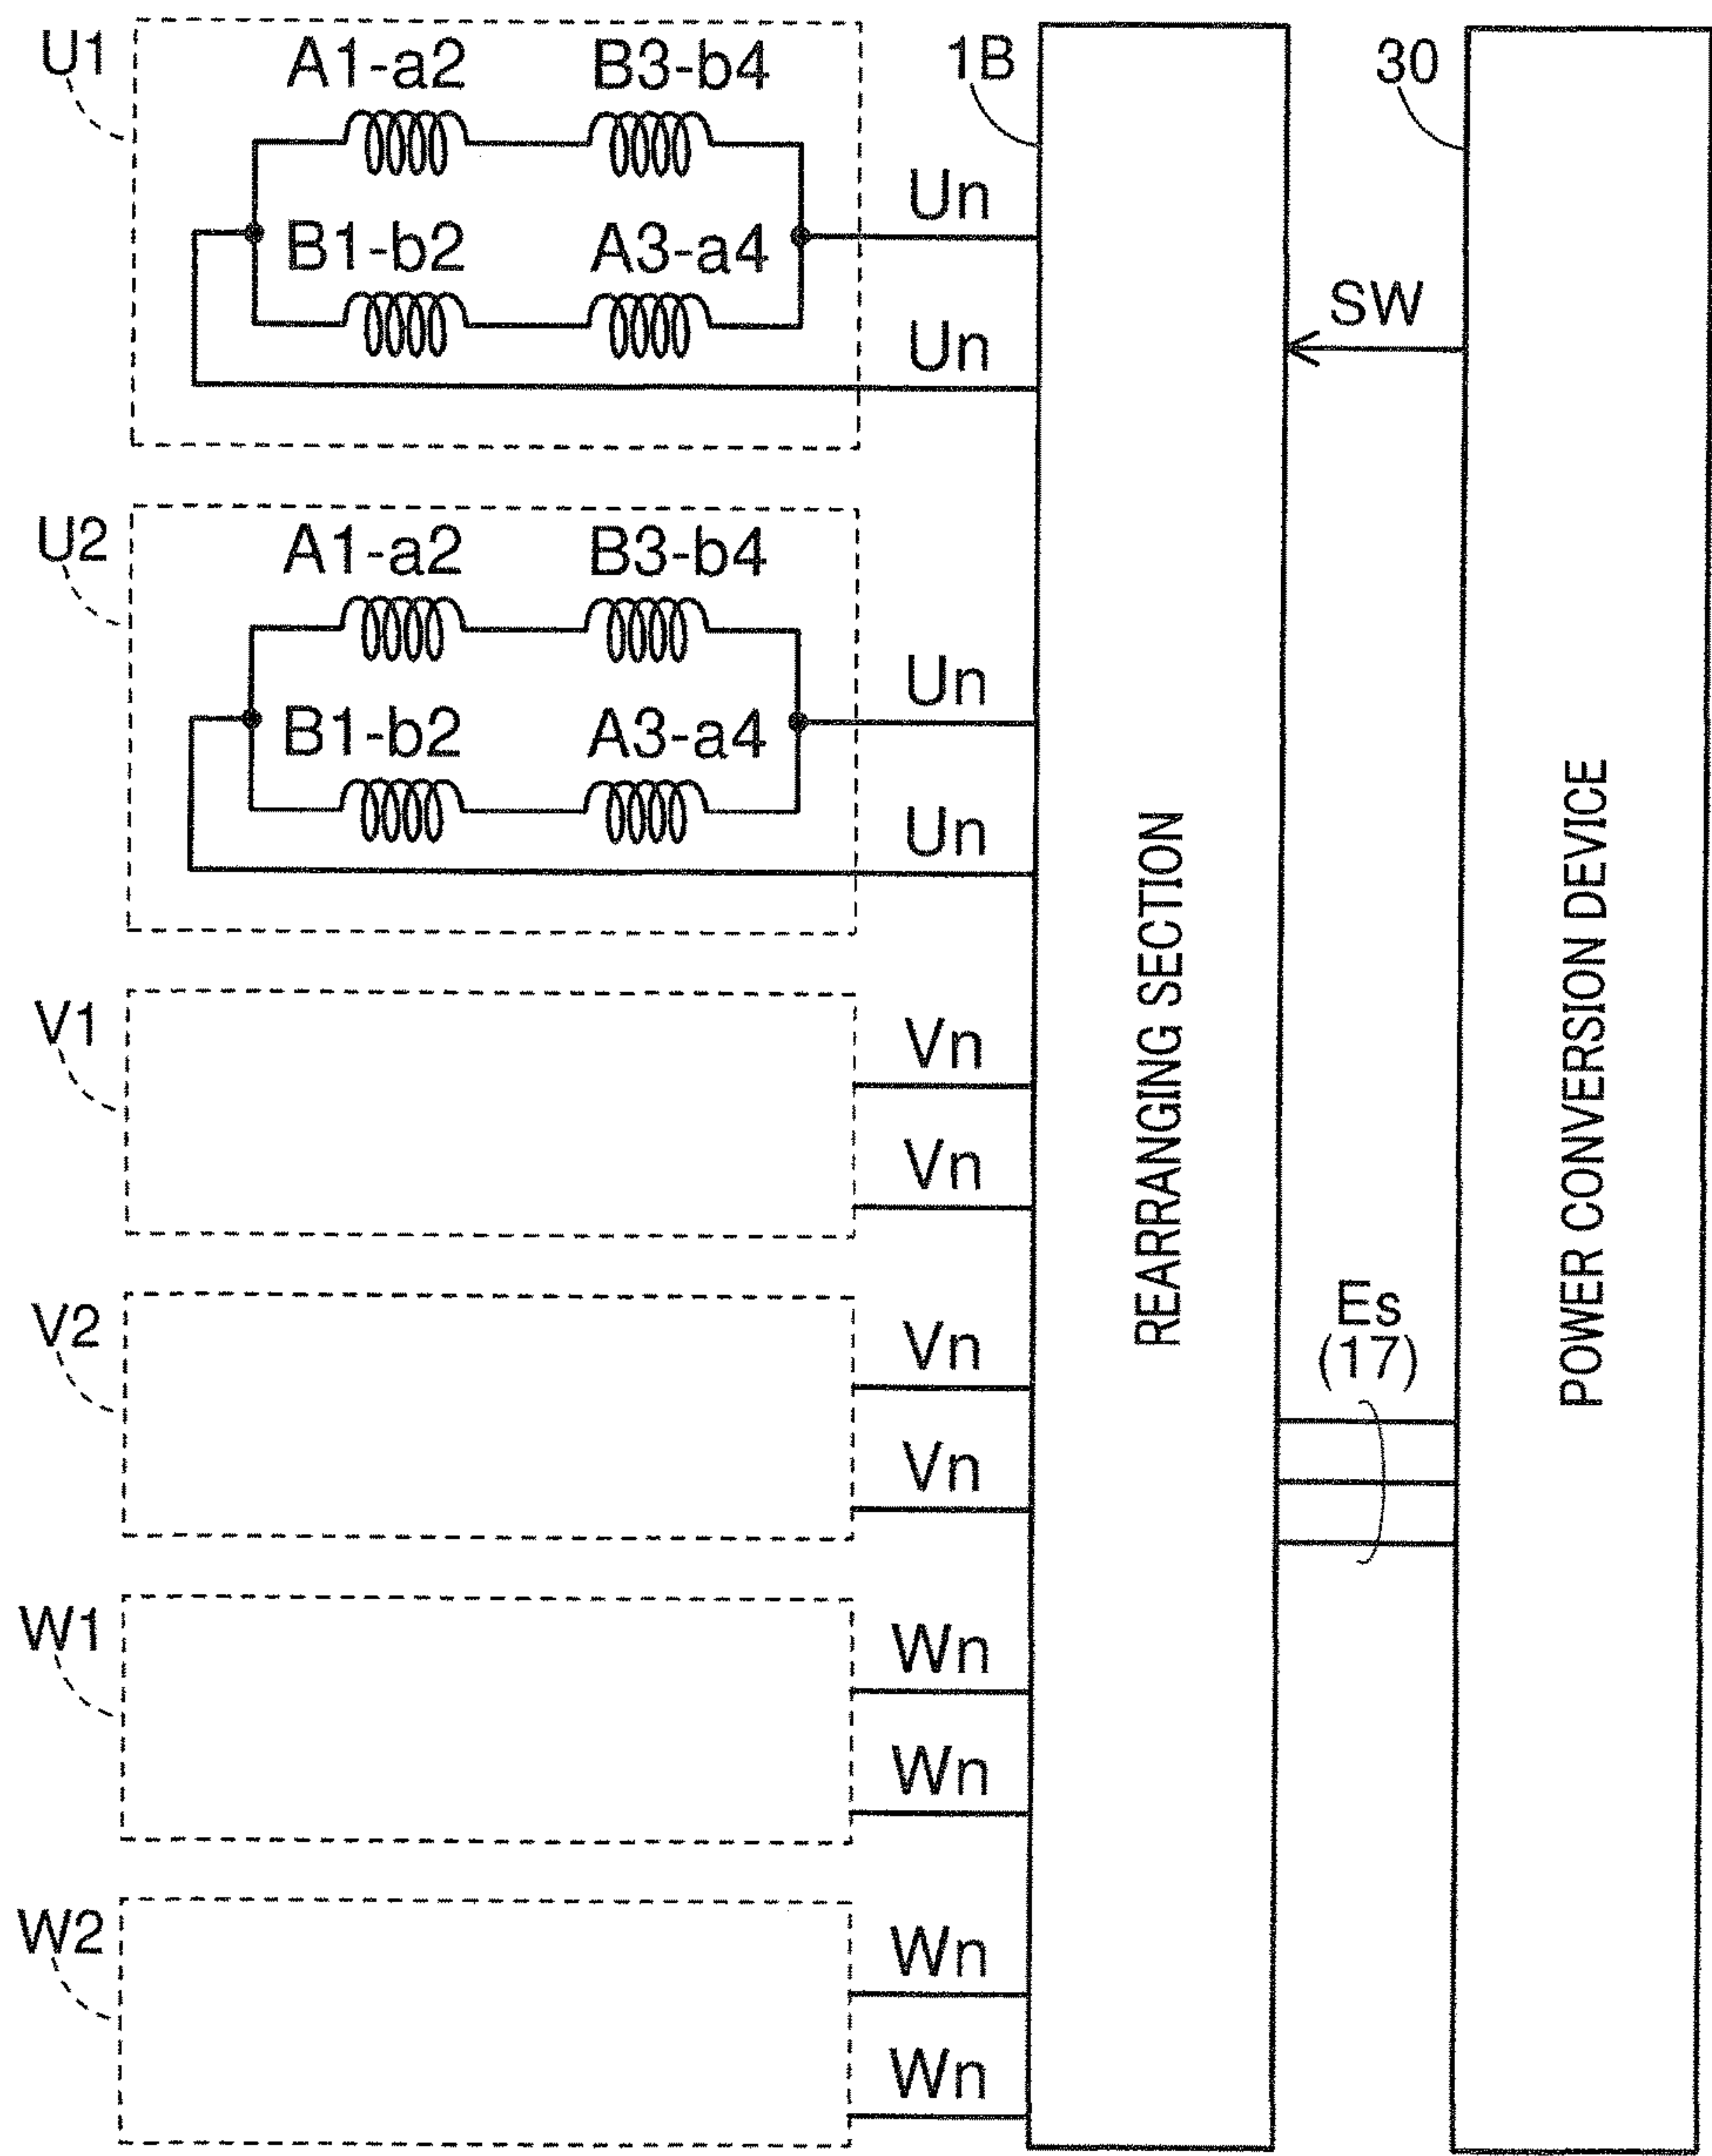 U1
A1-a2
B3-b4
1B
30
Un
B1-b2
A3-a4
SW
Un
U2
A1-a2
B3-b4
Un
B1-b2
A3-a4
Un
REARRANGING SECTION
POWER CONVERSION DEVICE
V1
Vn
Vn
V2
Vn
Es
(17)
Vn
W1
Wn
Wn
W2
Wn
Wn